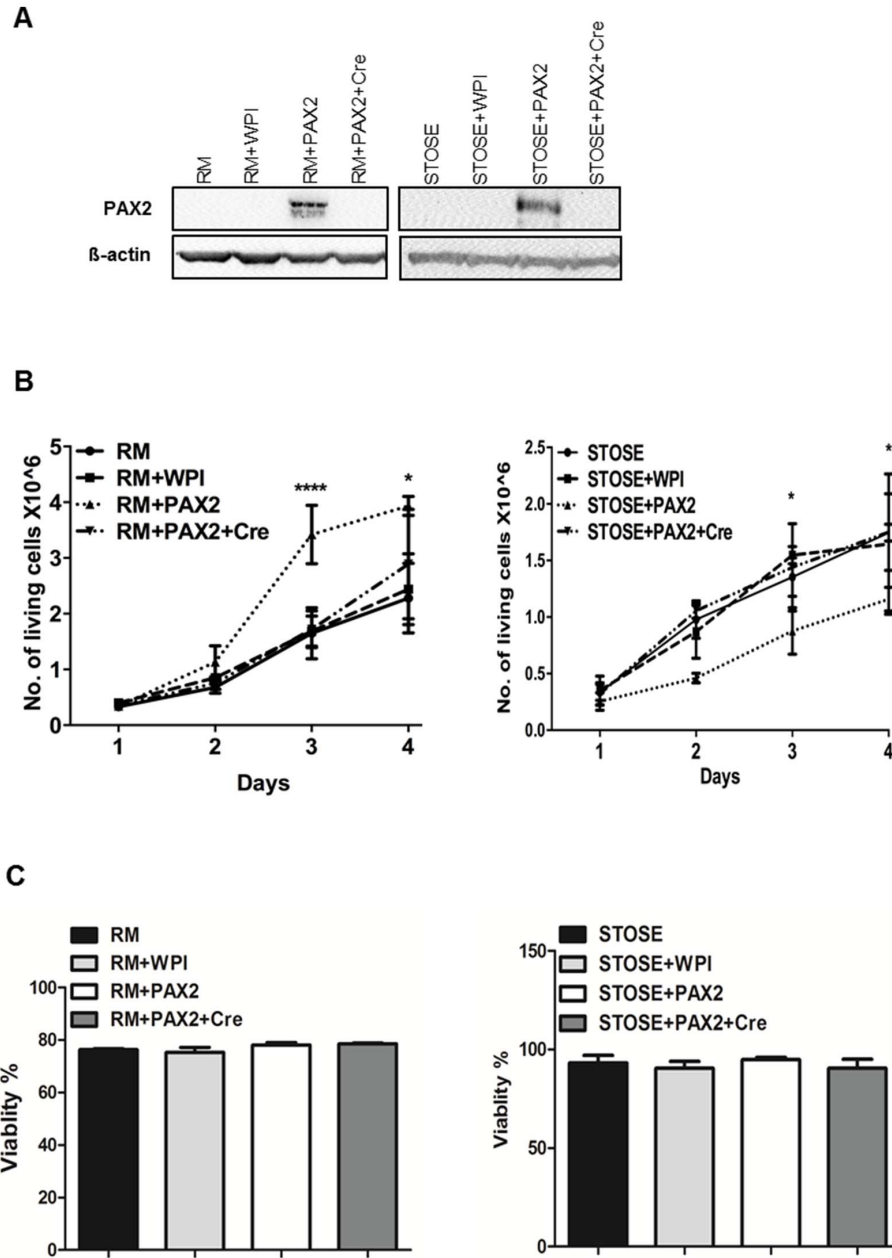 A
RM
RM+WPI
RM+PAX2
RM+PAX2+Cre
STOSE
STOSE+WPI
STOSE+PAX2
STOSE+PAX2+Cre
PAX2
ß-actin
B
No. of living cells X10^6
5
4
3
2
1
0
RM
RM+WPI
RM+PAX2
RM+PAX2+Cre
****
*
1 2 3 4
Days
No. of living cells X10^6
2.5
2.0
1.5
1.0
0.5
0.0
STOSE
STOSE+WPI
STOSE+PAX2
STOSE+PAX2+Cre
*
*
1 2 3 4
Days
C
RM
RM+WPI
RM+PAX2
RM+PAX2+Cre
Viablity %
100
80
60
40
20
0
STOSE
STOSE+WPI
STOSE+PAX2
STOSE+PAX2+Cre
Viablity %
150
100
50
0